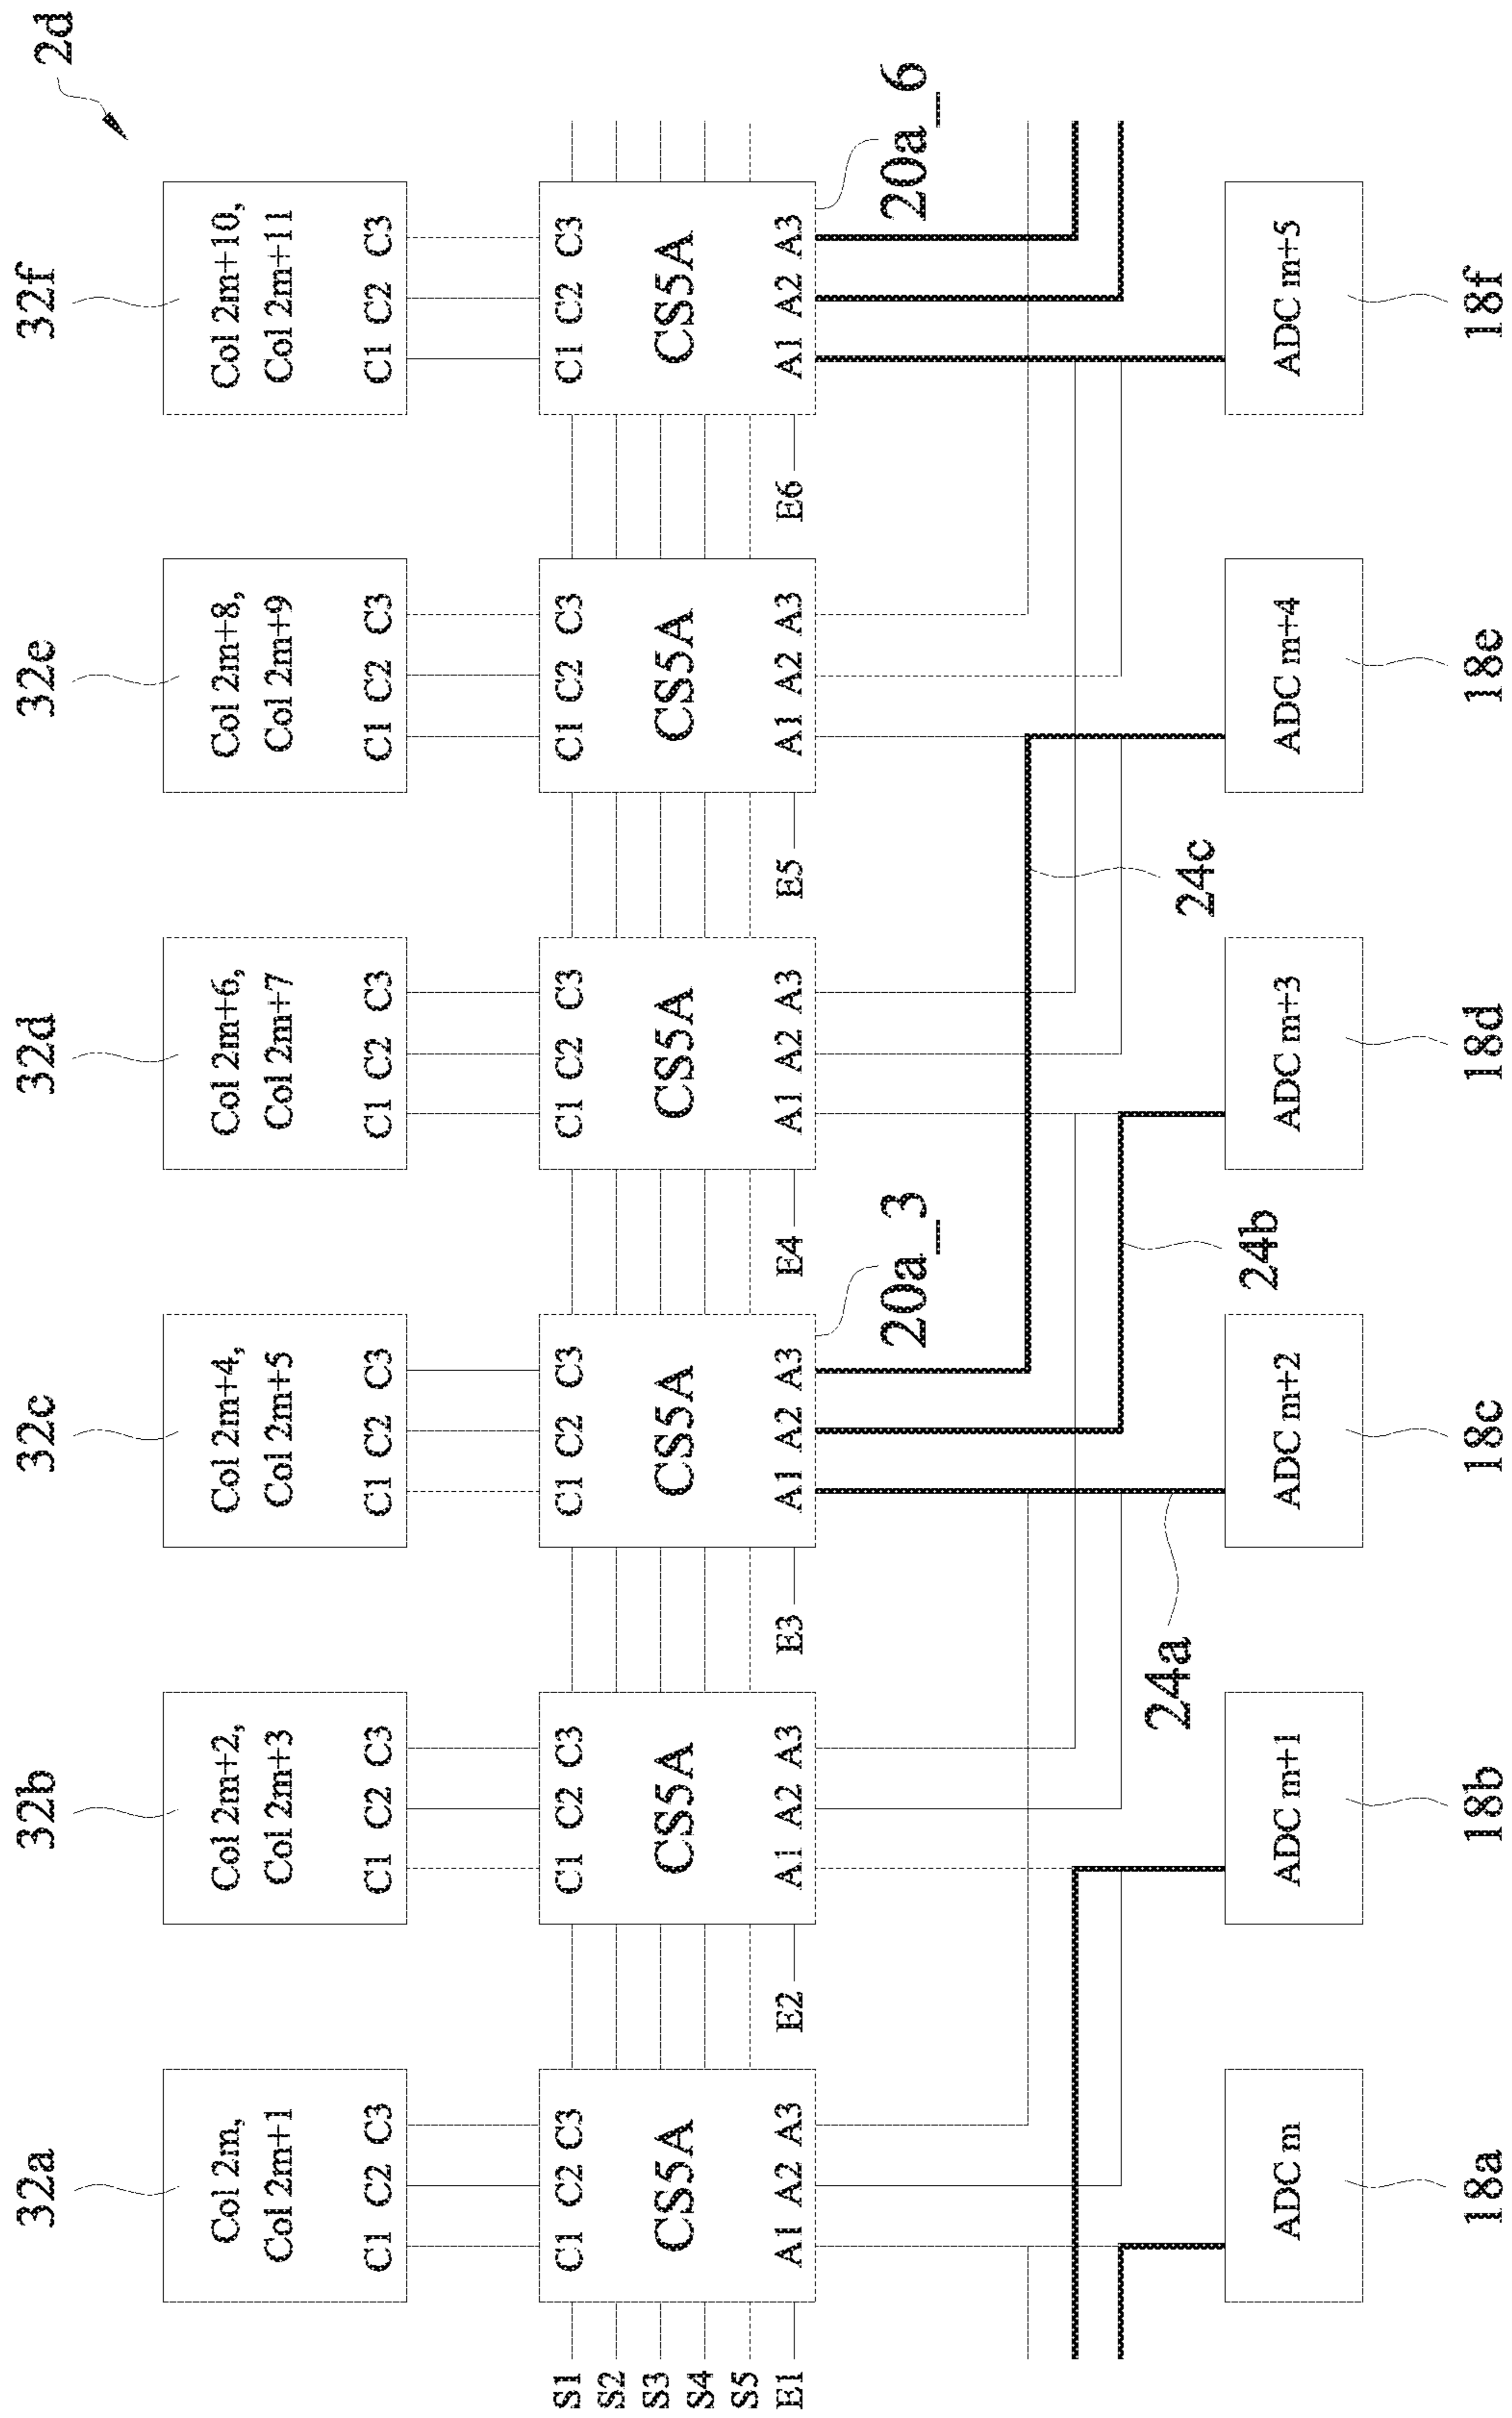 2d
32a
32b
32c
32d
32e
32f
Col 2m,
Col 2m+1
C1 C2 C3
Col 2m+2,
Col 2m+3
C1 C2 C3
Col 2m+4,
Col 2m+5
C1 C2 C3
Col 2m+6,
Col 2m+7
C1 C2 C3
Col 2m+8,
Col 2m+9
C1 C2 C3
Col 2m+10,
Col 2m+11
C1 C2 C3
S1
S2
S3
S4
S5
E1
C1 C2 C3
CS5A
A1 A2 A3
E2
C1 C2 C3
CS5A
A1 A2 A3
E3
C1 C2 C3
CS5A
A1 A2 A3
E4
C1 C2 C3
CS5A
A1 A2 A3
E5
C1 C2 C3
CS5A
A1 A2 A3
E6
C1 C2 C3
CS5A
A1 A2 A3
20a_3
20a_6
24a
24b
24c
ADC m
ADC m+1
ADC m+2
ADC m+3
ADC m+4
ADC m+5
18a
18b
18c
18d
18e
18f